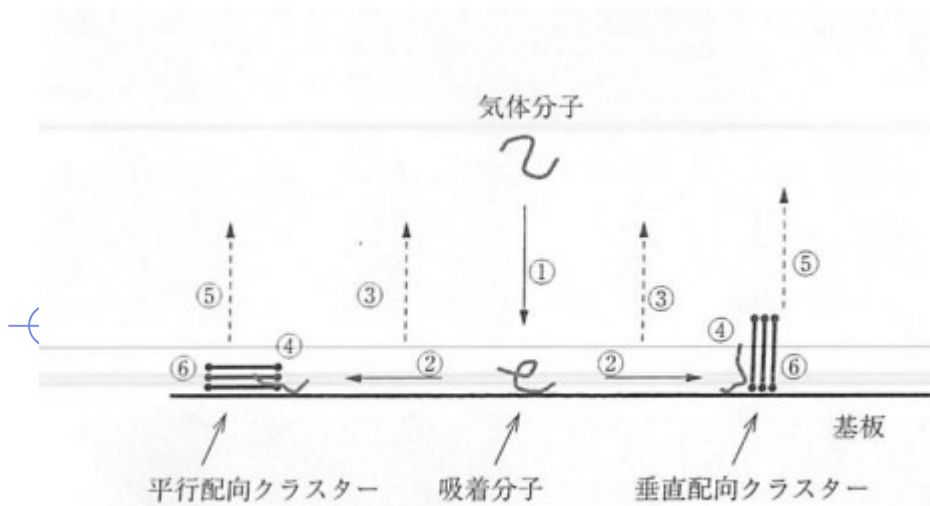 気体分子
①
⑤
③
③
⑤
⑥
④
②
②
④
⑥
基板
平行配向クラスター
吸着分子
垂直配向クラスター